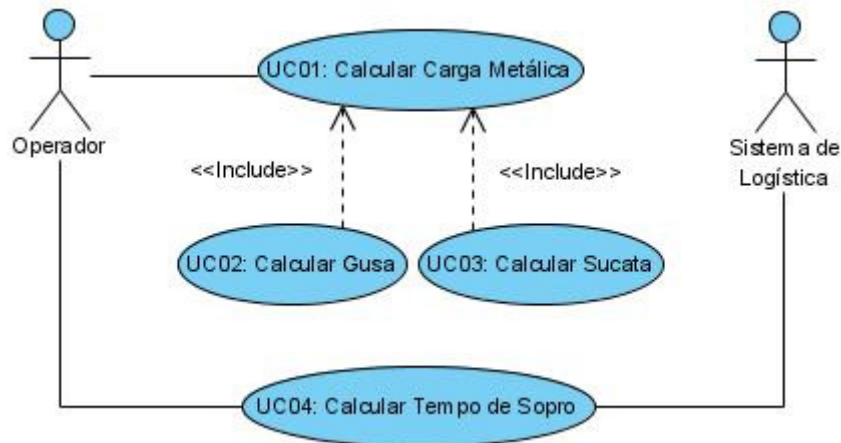 UC01: Calcular Carga Metálica
Operador
Sistema de
Logística
<<Include>>
<<Include>>
UC02: Calcular Gusa
UC03: Calcular Sucata
UC04: Calcular Tempo de Sopro